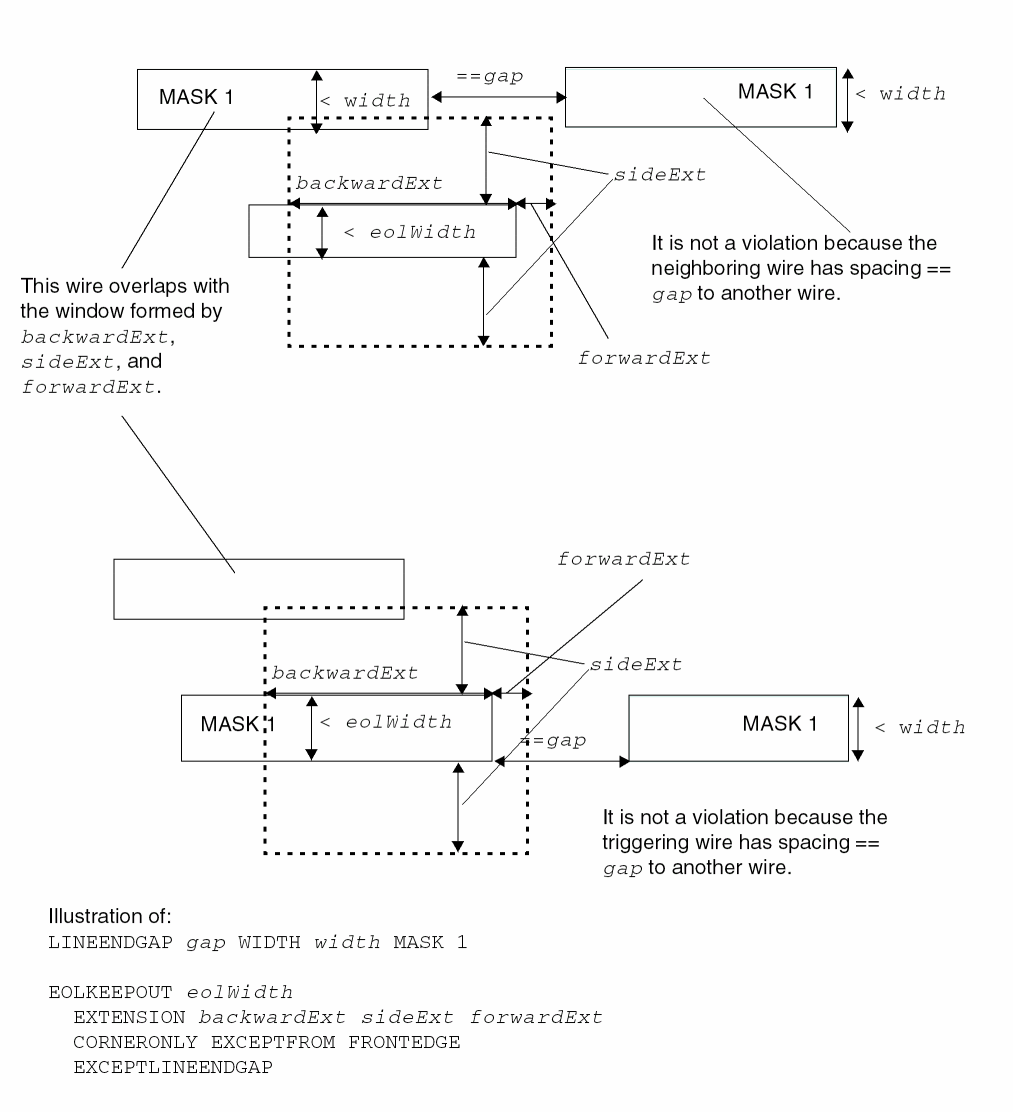 ==gap
MASK 1
< width
MASK 1
< width
backwardExt
sideExt
< eolWidth
It is not a violation because the
neighboring wire has spacing ==
gap to another wire.
This wire overlaps with
the window formed by
backwardExt,
sideExt, and
forwardExt.
forwardExt
forwardExt
backwardExt
sideExt
MASK 1
< eolWidth
==gap
MASK 1
< width
It is not a violation because the
triggering wire has spacing ==
gap to another wire.
Illustration of:
LINEENDGAP gap WIDTH width MASK 1
EOLKEEPOUT eolWidth
EXTENSION backwardExt sideExt forwardExt
CORNERONLY EXCEPTFROM FRONTEDGE
EXCEPTLINEENDGAP